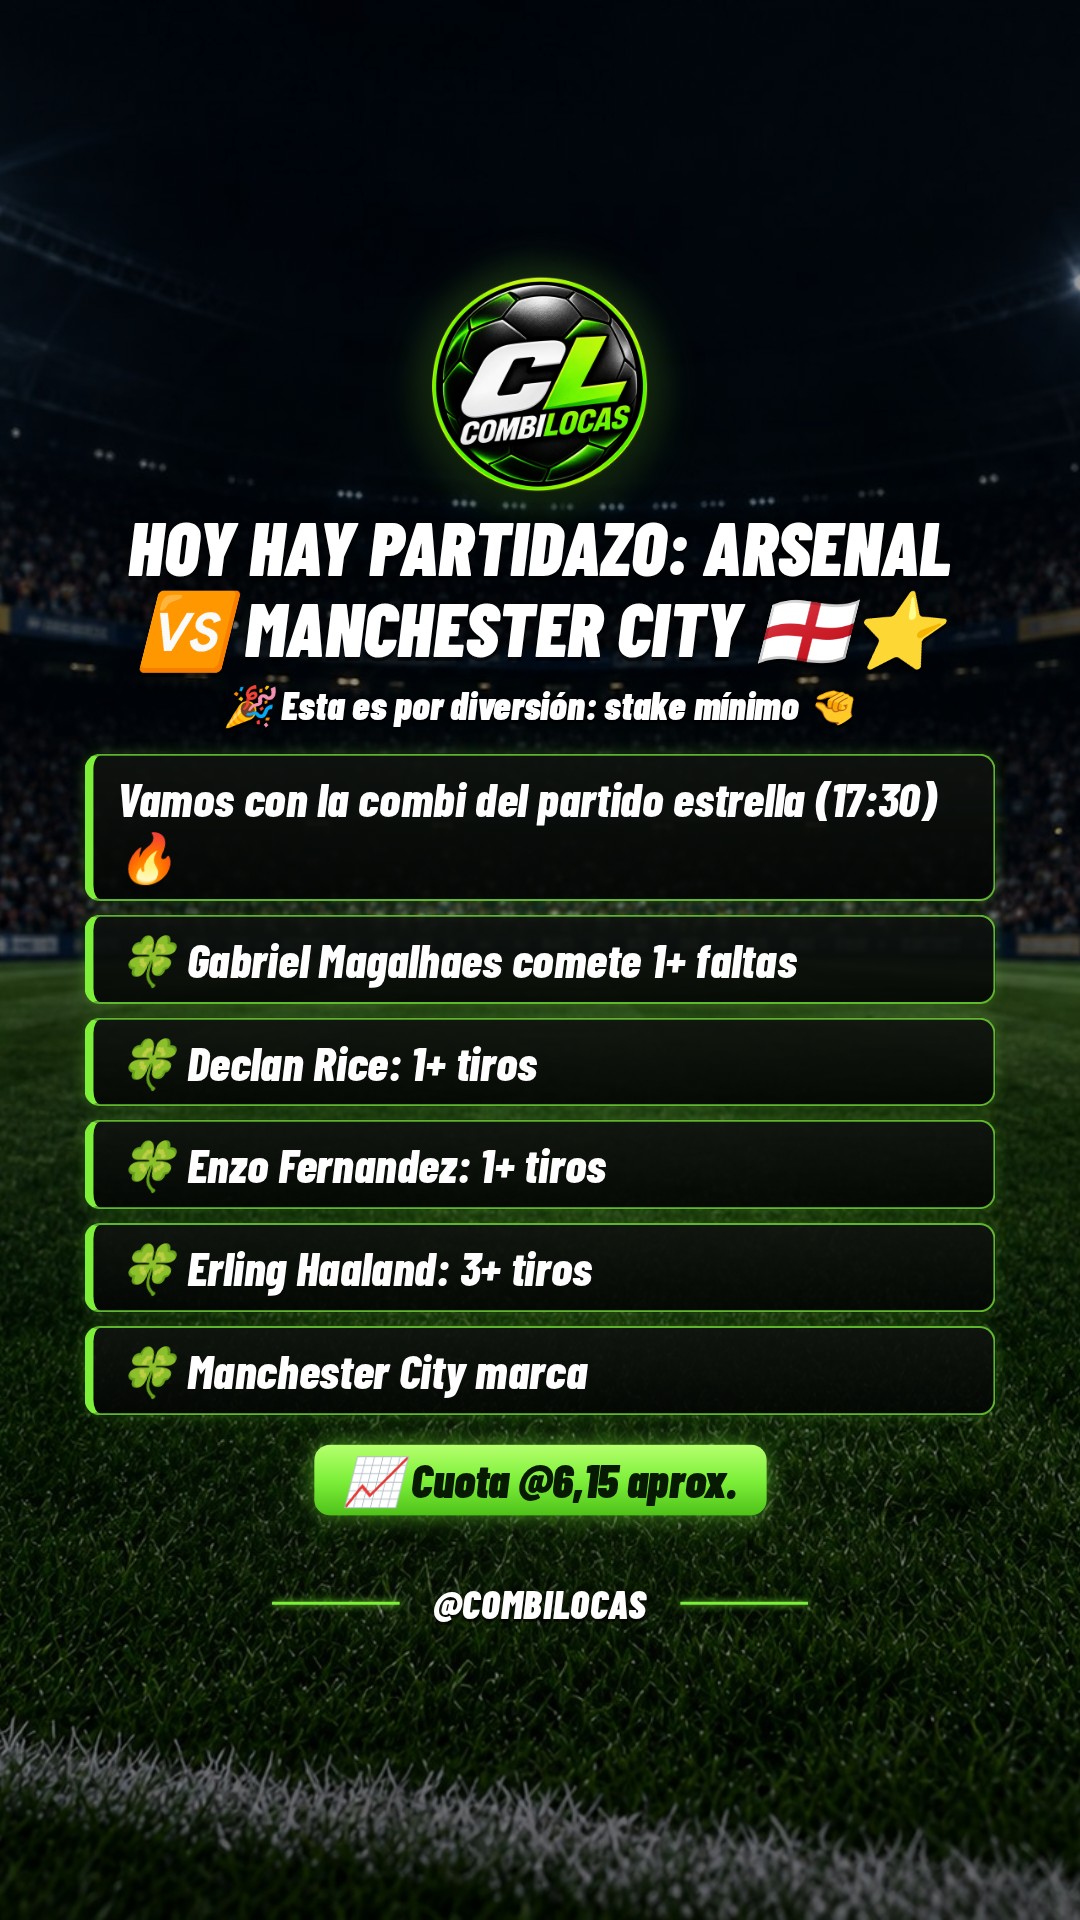 CL
COMBILOCAS
HOY HAY PARTIDAZO: ARSENAL
🆚 MANCHESTER CITY 🏴󠁧󠁢󠁥󠁮󠁧󠁿⭐
🎉 Esta es por diversión: stake mínimo 🤏
Vamos con la combi del partido estrella (17:30)
🔥
🍀 Gabriel Magalhaes comete 1+ faltas
🍀 Declan Rice: 1+ tiros
🍀 Enzo Fernandez: 1+ tiros
🍀 Erling Haaland: 3+ tiros
🍀 Manchester City marca
📈 Cuota @6,15 aprox.
@COMBILOCAS